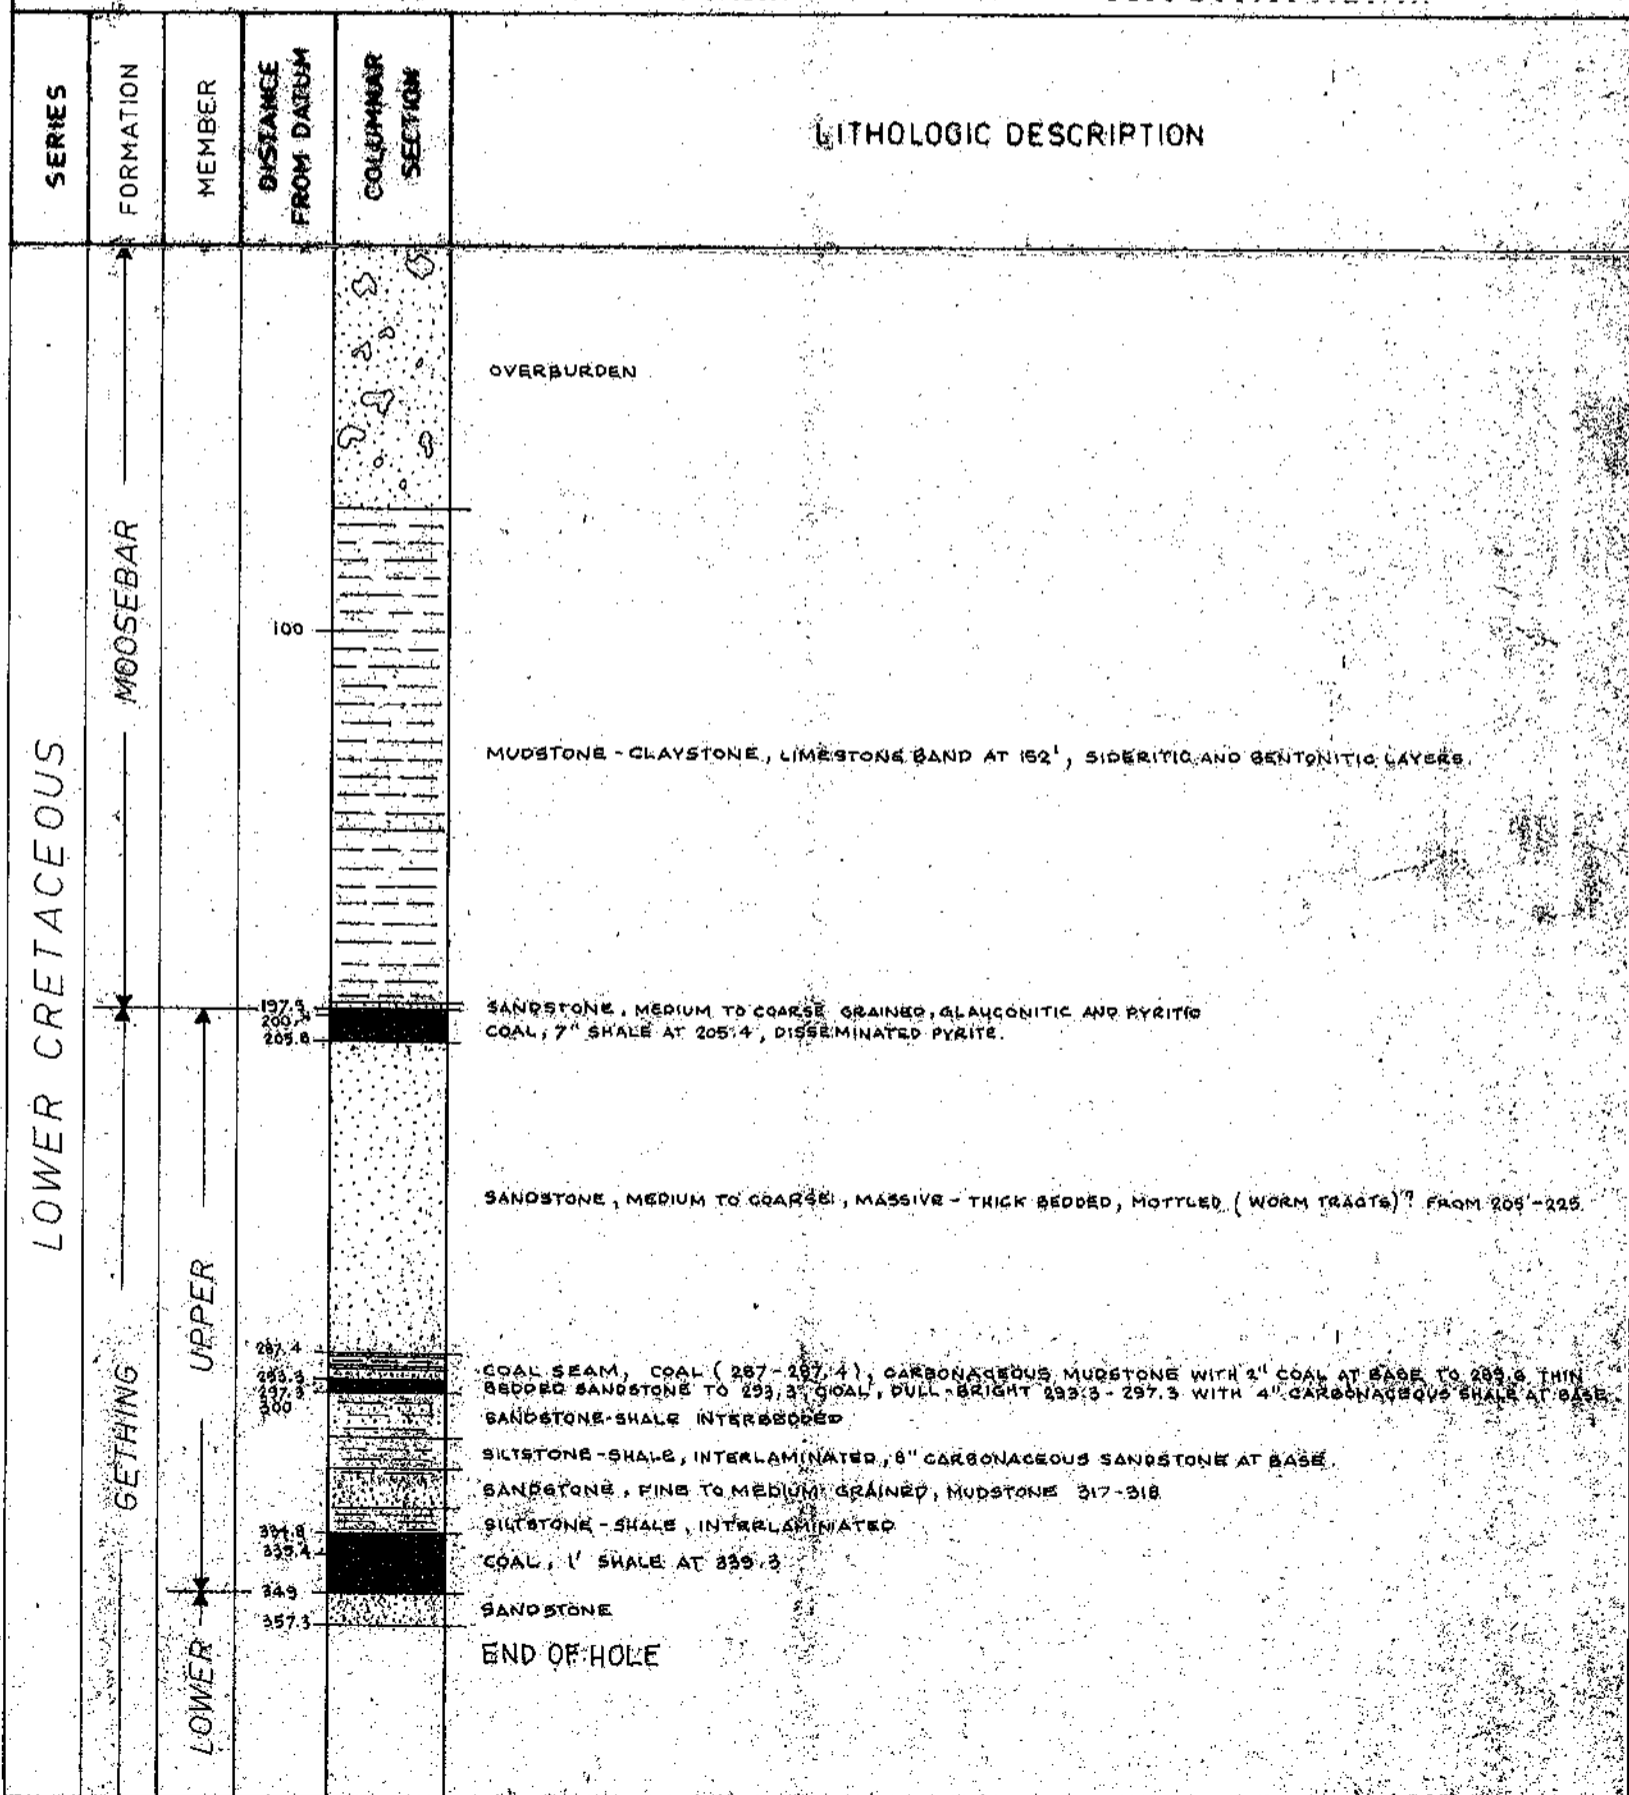 SERIES
FORMATION
MEMBER
DISTANCE
FROM DATUM
COLUMNAR
SECTION
LITHOLOGIC DESCRIPTION
LOWER CRETACEOUS
MOOSEBAR
GETHING
UPPER
LOWER
OVERBURDEN
100
MUDSTONE - CLAYSTONE, LIMESTONE BAND AT 152', SIDERITIC AND BENTONITIC LAYERS.
197.5
SANDSTONE, MEDIUM TO COARSE GRAINED, GLAUCONITIC AND PYRITIC
COAL, 7" SHALE AT 205.4, DISSEMINATED PYRITE.
SANDSTONE, MEDIUM TO COARSE, MASSIVE - THICK BEDDED, MOTTLED (WORM TRACTS)? FROM 205'-225.
287.4
293.3
297.3
300
COAL SEAM, COAL (287-287.4), CARBONACEOUS MUDSTONE WITH 2" COAL AT BASE TO THIN
BEDDED SANDSTONE TO 293.3, COAL, DULL-BRIGHT 293.3-297.3 WITH 4" CARBONACEOUS SHALE AT BASE.
SANDSTONE-SHALE INTERBEDDED
SILTSTONE-SHALE, INTERLAMINATED, 8" CARBONACEOUS SANDSTONE AT BASE.
SANDSTONE, FINE TO MEDIUM GRAINED, MUDSTONE 317-318
SILTSTONE-SHALE, INTERLAMINIATED
COAL, 1' SHALE AT 339.3
349
357.3
SANDSTONE
END OF HOLE